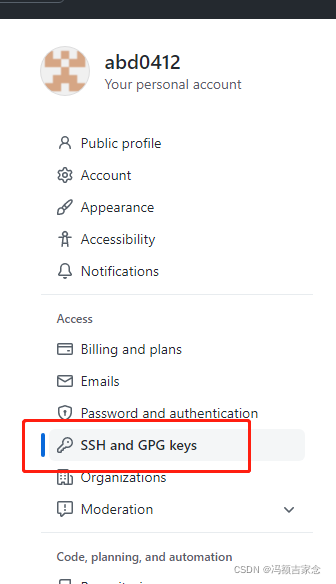 abd0412
Your personal account
Public profile
Account
Appearance
Accessibility
Notifications
Access
Billing and plans
Emails
Password and authentication
SSH and GPG keys
Organizations
Moderation
Code, planning, and automation
CSDN @冯颖吉家念